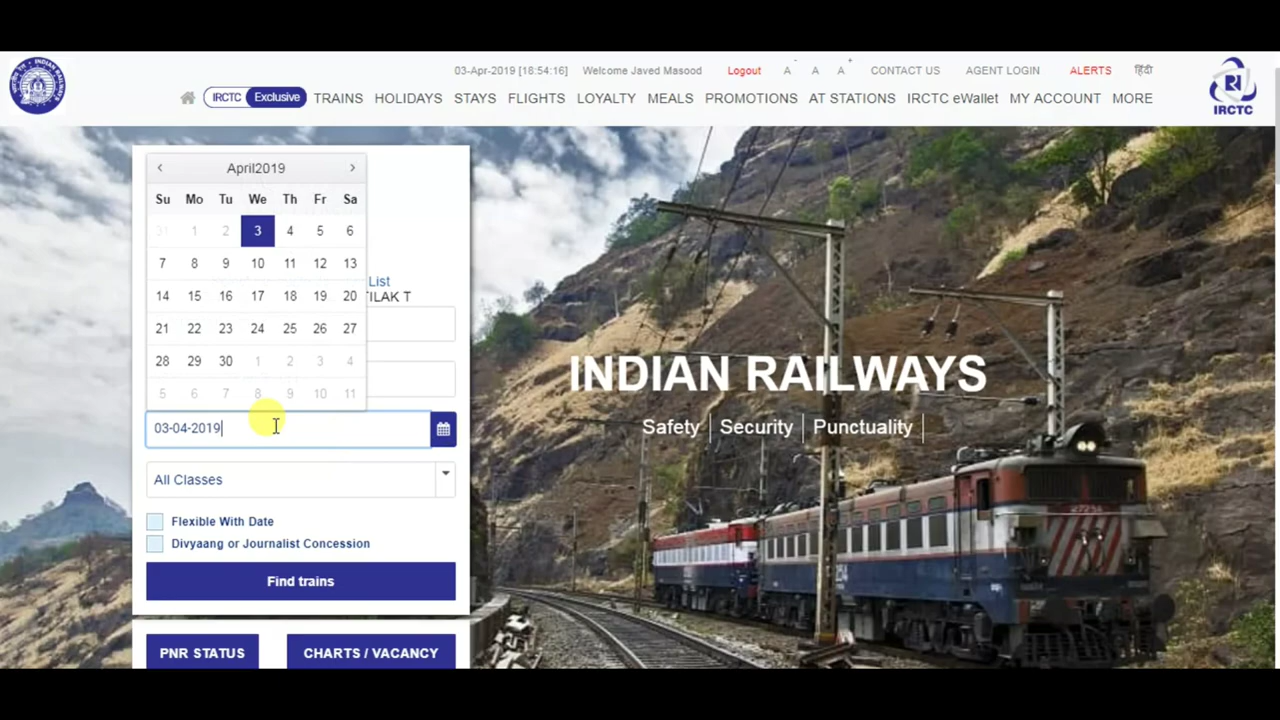 03-Apr-2019 [18:54:16] Welcome Javed Masood Logout A- A A+ CONTACT US AGENT LOGIN ALERTS हिंदी
IRCTC Exclusive TRAINS HOLIDAYS STAYS FLIGHTS LOYALTY MEALS PROMOTIONS AT STATIONS IRCTC eWallet MY ACCOUNT MORE
IRCTC
INDIAN RAILWAYS
April2019
Su Mo Tu We Th Fr Sa
31 1 2 3 4 5 6
7 8 9 10 11 12 13
14 15 16 17 18 19 20
21 22 23 24 25 26 27
28 29 30 1 2 3 4
5 6 7 8 9 10 11
List
TILAK T
03-04-2019
All Classes
Flexible With Date
Divyaang or Journalist Concession
Find trains
PNR STATUS CHARTS / VACANCY
INDIAN RAILWAYS
Safety Security Punctuality